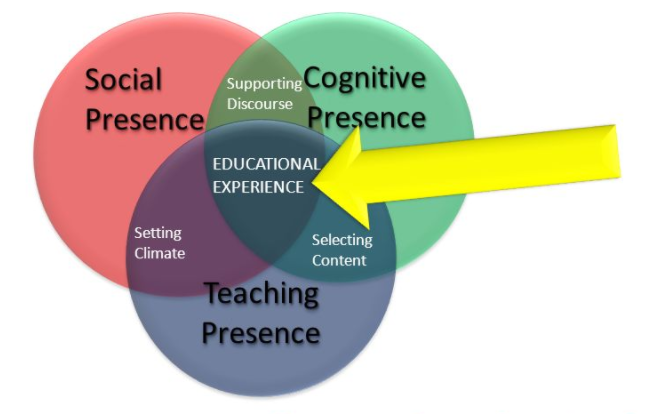 Social
Presence
Supporting
Discourse
Cognitive
Presence
EDUCATIONAL
EXPERIENCE
Setting
Climate
Selecting
Content
Teaching
Presence